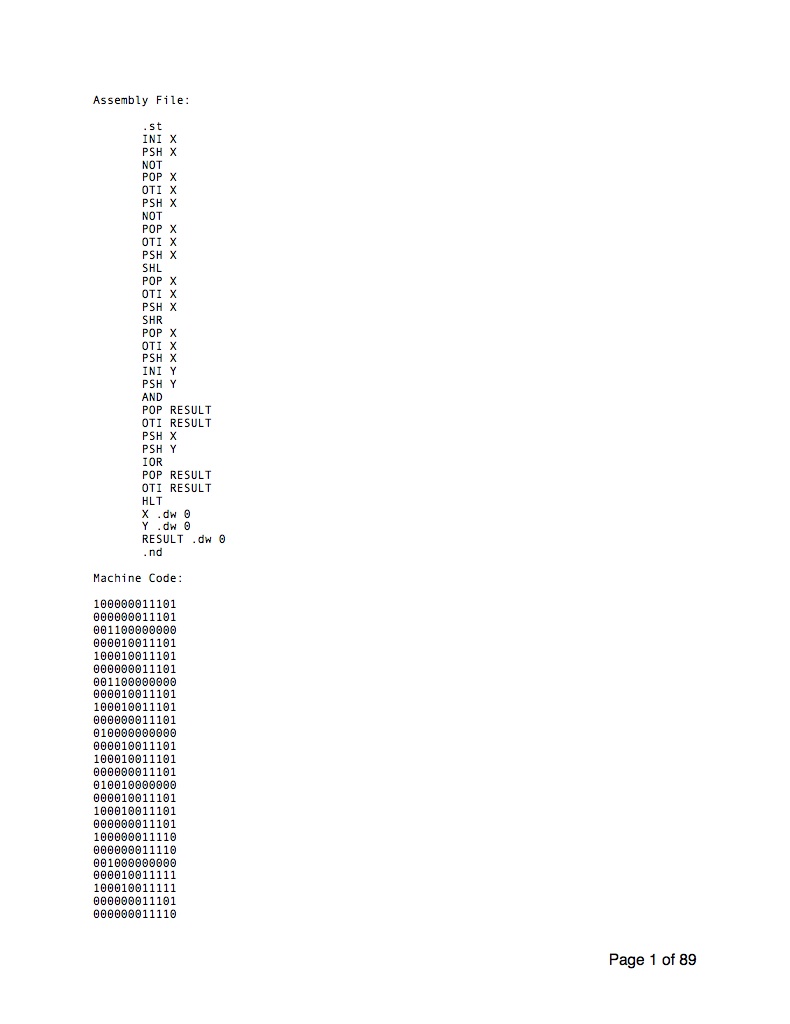 Assembly File:
.st
INI X
PSH X
NOT
POP X
OTI X
PSH X
NOT
POP X
OTI X
PSH X
SHL
POP X
OTI X
PSH X
SHR
POP X
OTI X
PSH X
INI Y
PSH Y
AND
POP RESULT
OTI RESULT
PSH X
PSH Y
IOR
POP RESULT
OTI RESULT
HLT
X .dw 0
Y .dw 0
RESULT .dw 0
.nd
Machine Code:
100000011101
000000011101
001100000000
000010011101
100010011101
000000011101
001100000000
000010011101
100010011101
000000011101
010000000000
000010011101
100010011101
000000011101
010010000000
000010011101
100010011101
000000011101
100000011110
000000011110
001000000000
000010011111
100010011111
000000011101
000000011110
Page 1 of 89